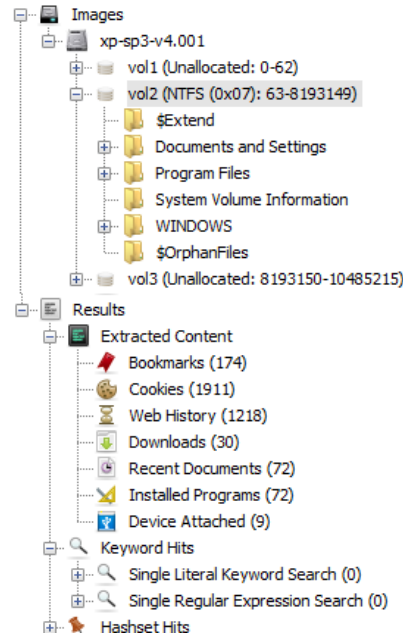 Images
xp-sp3-v4.001
vol1 (Unallocated: 0-62)
vol2 (NTFS (0x07): 63-8193149)
$Extend
Documents and Settings
Program Files
System Volume Information
WINDOWS
$OrphanFiles
vol3 (Unallocated: 8193150-10485215)
Results
Extracted Content
Bookmarks (174)
Cookies (1911)
Web History (1218)
Downloads (30)
Recent Documents (72)
Installed Programs (72)
Device Attached (9)
Keyword Hits
Single Literal Keyword Search (0)
Single Regular Expression Search (0)
Hashset Hits